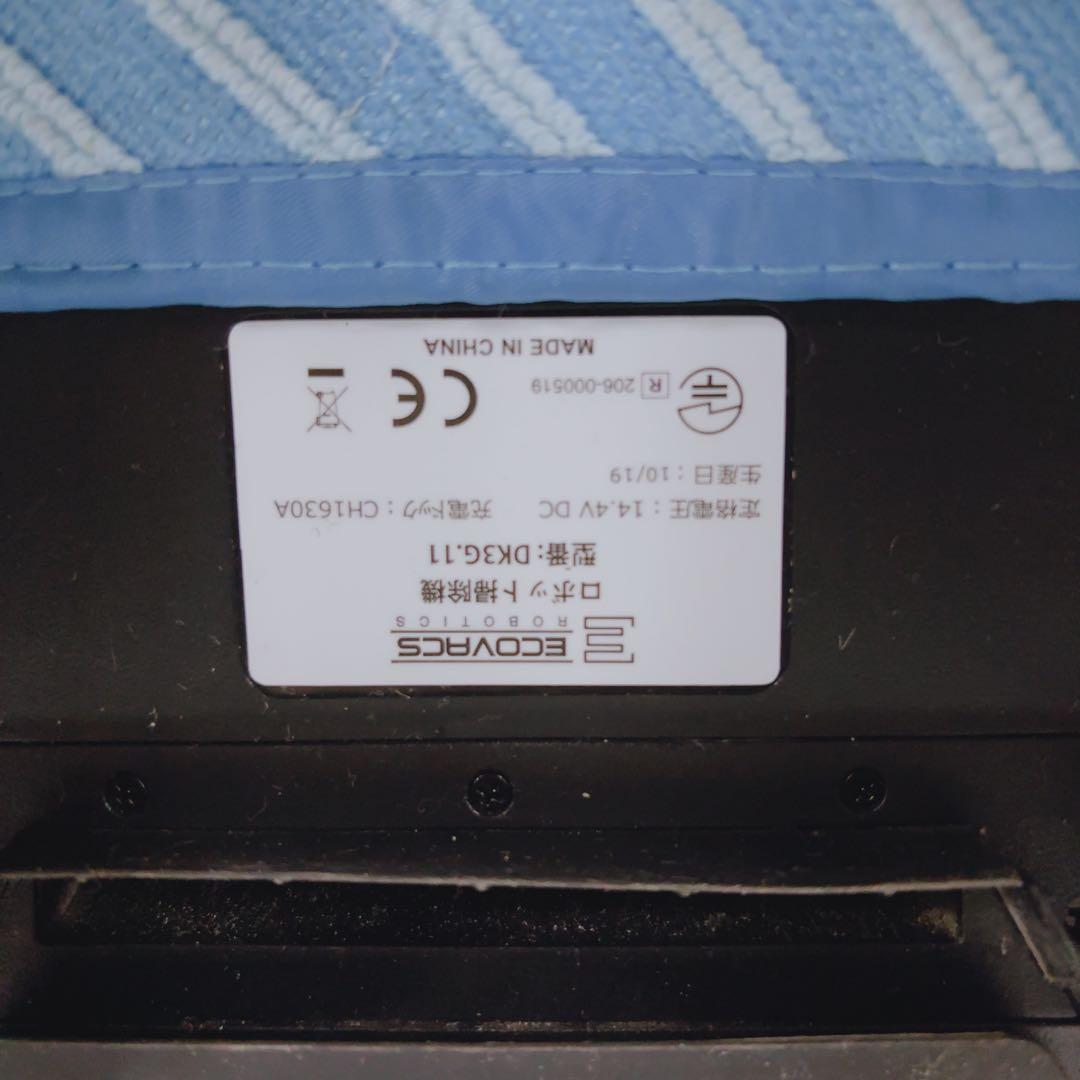 ECOVACS
ROBOTICS
ロボット掃除機
型番:DK3G.11
定格電圧：14.4V DC 充電ドック：CH1630A
生産日：10/19
R 206-000519
CE
MADE IN CHINA